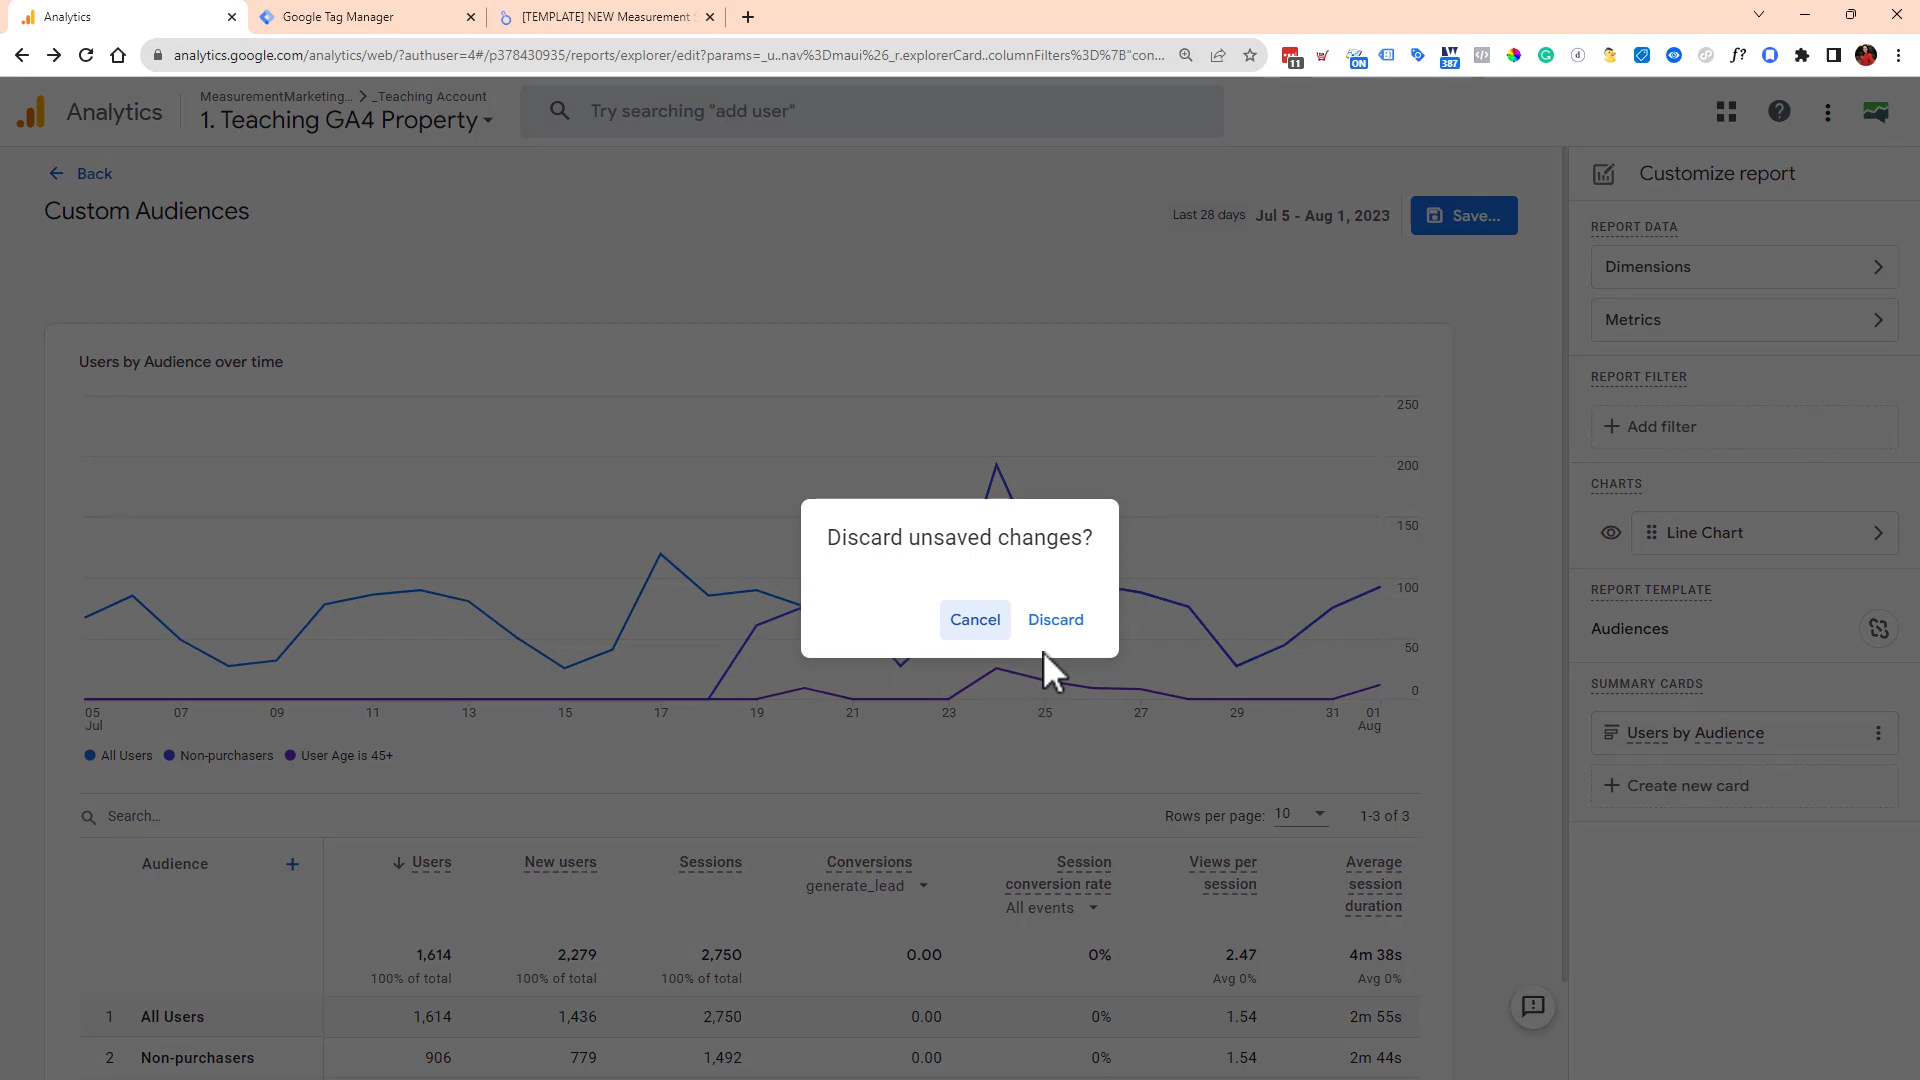 Analytics
Google Tag Manager
[TEMPLATE] NEW Measurement
analytics.google.com/analytics/web/?authuser=4#/p378430935/reports/explorer/edit?params=_u..nav%3Dmaui%26_r.explorerCard..columnFilters%3D%7B"con...
11
ON
387
Analytics
MeasurementMarketing... > _Teaching Account
1. Teaching GA4 Property
Try searching "add user"
Back
Custom Audiences
Last 28 days Jul 5 - Aug 1, 2023
Save...
Users by Audience over time
250
200
150
100
50
0
05 07 09 11 13 15 17 19 21 23 25 27 29 31 01
Jul Aug
All Users Non-purchasers User Age is 45+
Search...
Rows per page: 10 1-3 of 3
Audience
Users
New users
Sessions
Conversions
generate_lead
Session
conversion rate
All events
Views per
session
Average
session
duration
1,614 2,279 2,750 0.00 0% 2.47 4m 38s
100% of total 100% of total 100% of total Avg 0% Avg 0%
1 All Users 1,614 1,436 2,750 0.00 0% 1.54 2m 55s
2 Non-purchasers 906 779 1,492 0.00 0% 1.54 2m 44s
Discard unsaved changes?
Cancel Discard
Customize report
REPORT DATA
Dimensions
Metrics
REPORT FILTER
Add filter
CHARTS
Line Chart
REPORT TEMPLATE
Audiences
SUMMARY CARDS
Users by Audience
Create new card